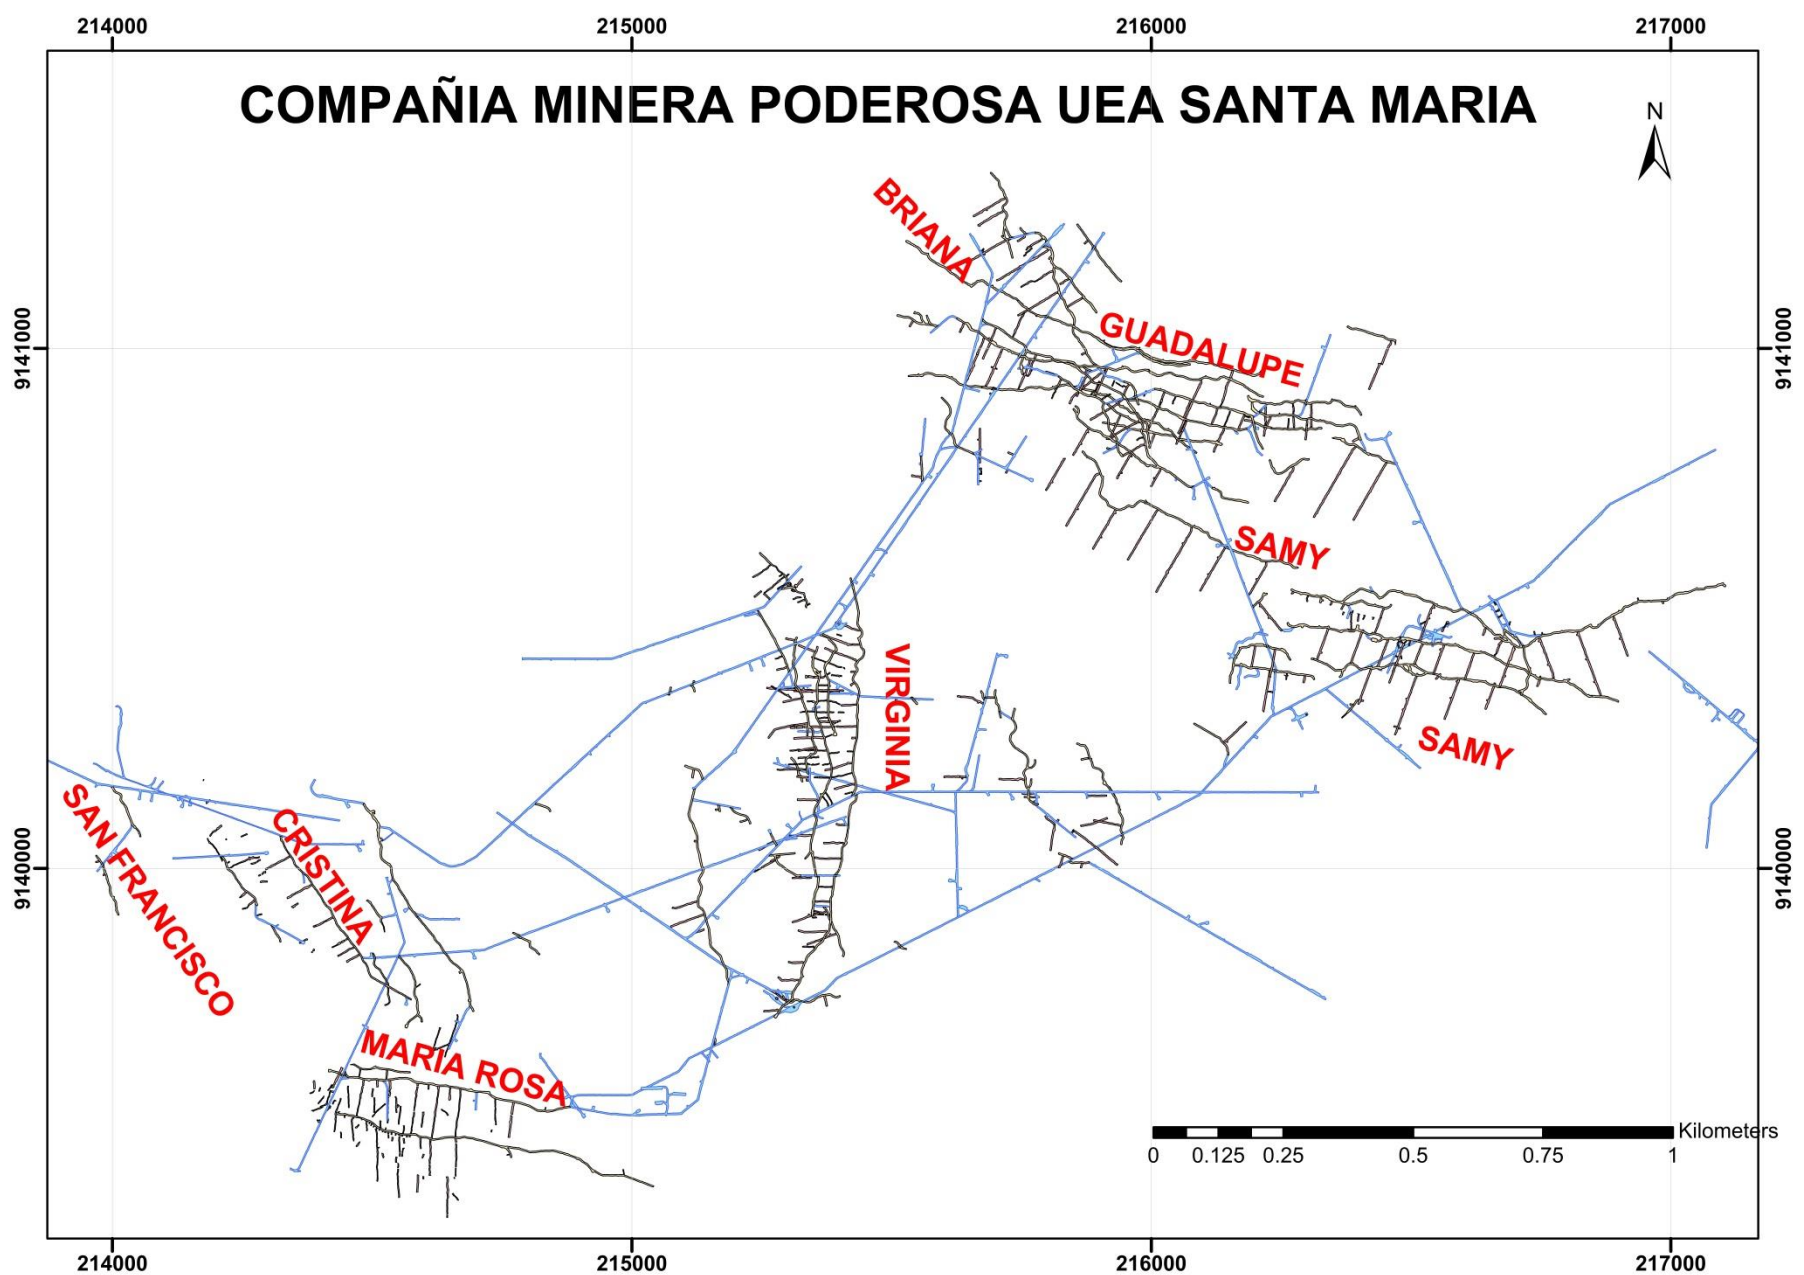 214000 215000 216000 217000
COMPAÑIA MINERA PODEROSA UEA SANTA MARIA
N
BRIANA
GUADALUPE
9141000 9141000
SAMY
VIRGINIA
SAMY
SAN FRANCISCO
CRISTINA
9140000 9140000
MARIA ROSA
Kilometers
0 0.125 0.25 0.5 0.75 1
214000 215000 216000 217000